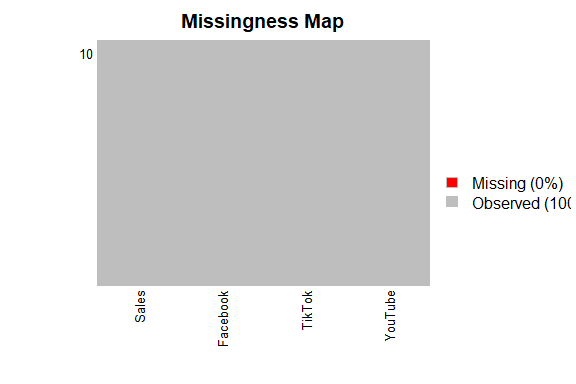 Missingness Map
10
Missing (0%)
Observed (100
Sales
Facebook
TikTok
YouTube